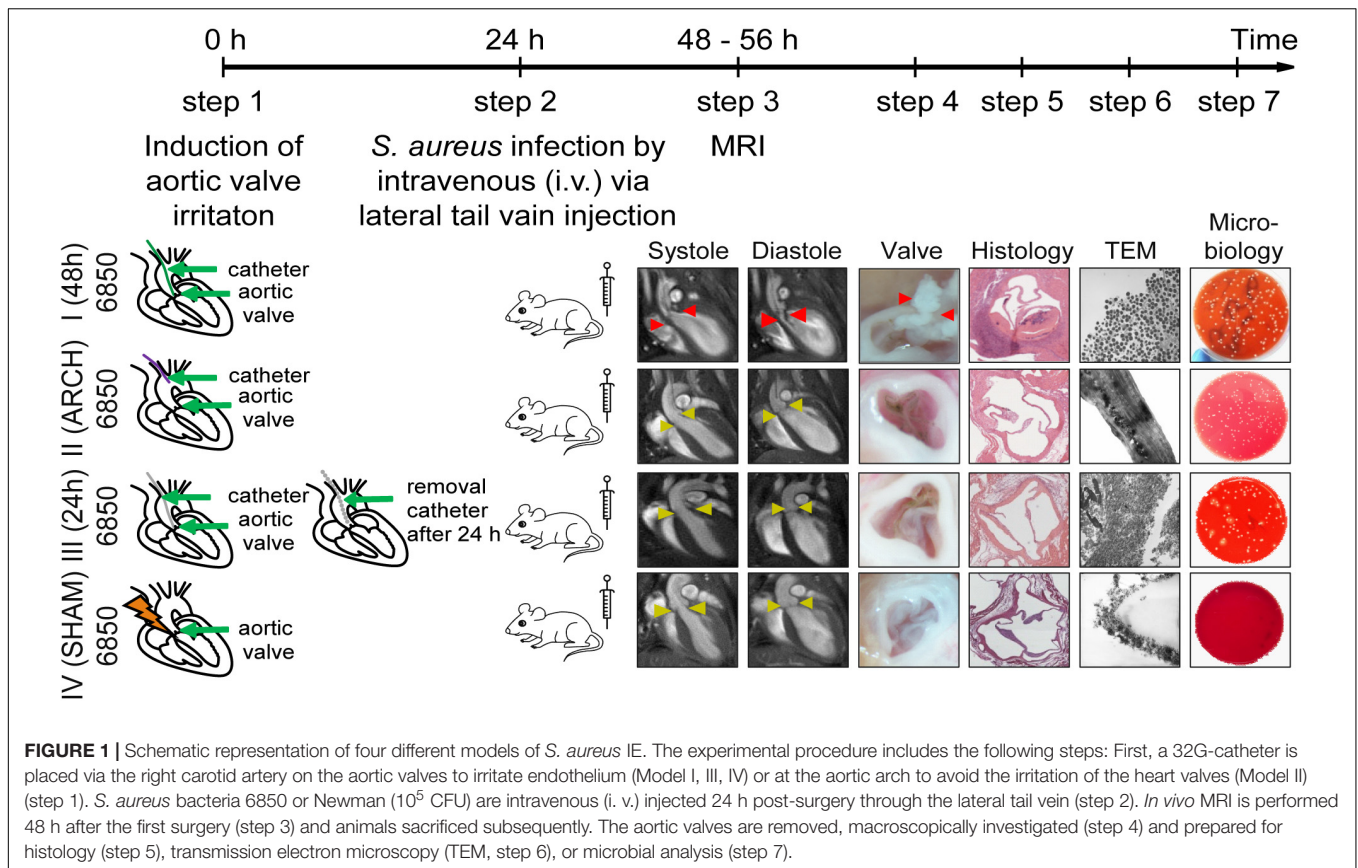 0 h 24 h 48 - 56 h Time
step 1 step 2 step 3 step 4 step 5 step 6 step 7
Induction of
aortic valve
irritaton
S. aureus infection by
intravenous (i.v.) via
lateral tail vain injection
MRI
Systole Diastole Valve Histology TEM Micro-
biology
I (48h)
6850
catheter
aortic
valve
II (ARCH)
6850
catheter
aortic
valve
III (24h)
6850
catheter
aortic
valve
removal
catheter
after 24 h
IV (SHAM)
6850
aortic
valve
FIGURE 1 | Schematic representation of four different models of S. aureus IE. The experimental procedure includes the following steps: First, a 32G-catheter is
placed via the right carotid artery on the aortic valves to irritate endothelium (Model I, III, IV) or at the aortic arch to avoid the irritation of the heart valves (Model II)
(step 1). S. aureus bacteria 6850 or Newman (10⁵ CFU) are intravenous (i. v.) injected 24 h post-surgery through the lateral tail vein (step 2). In vivo MRI is performed
48 h after the first surgery (step 3) and animals sacrificed subsequently. The aortic valves are removed, macroscopically investigated (step 4) and prepared for
histology (step 5), transmission electron microscopy (TEM, step 6), or microbial analysis (step 7).